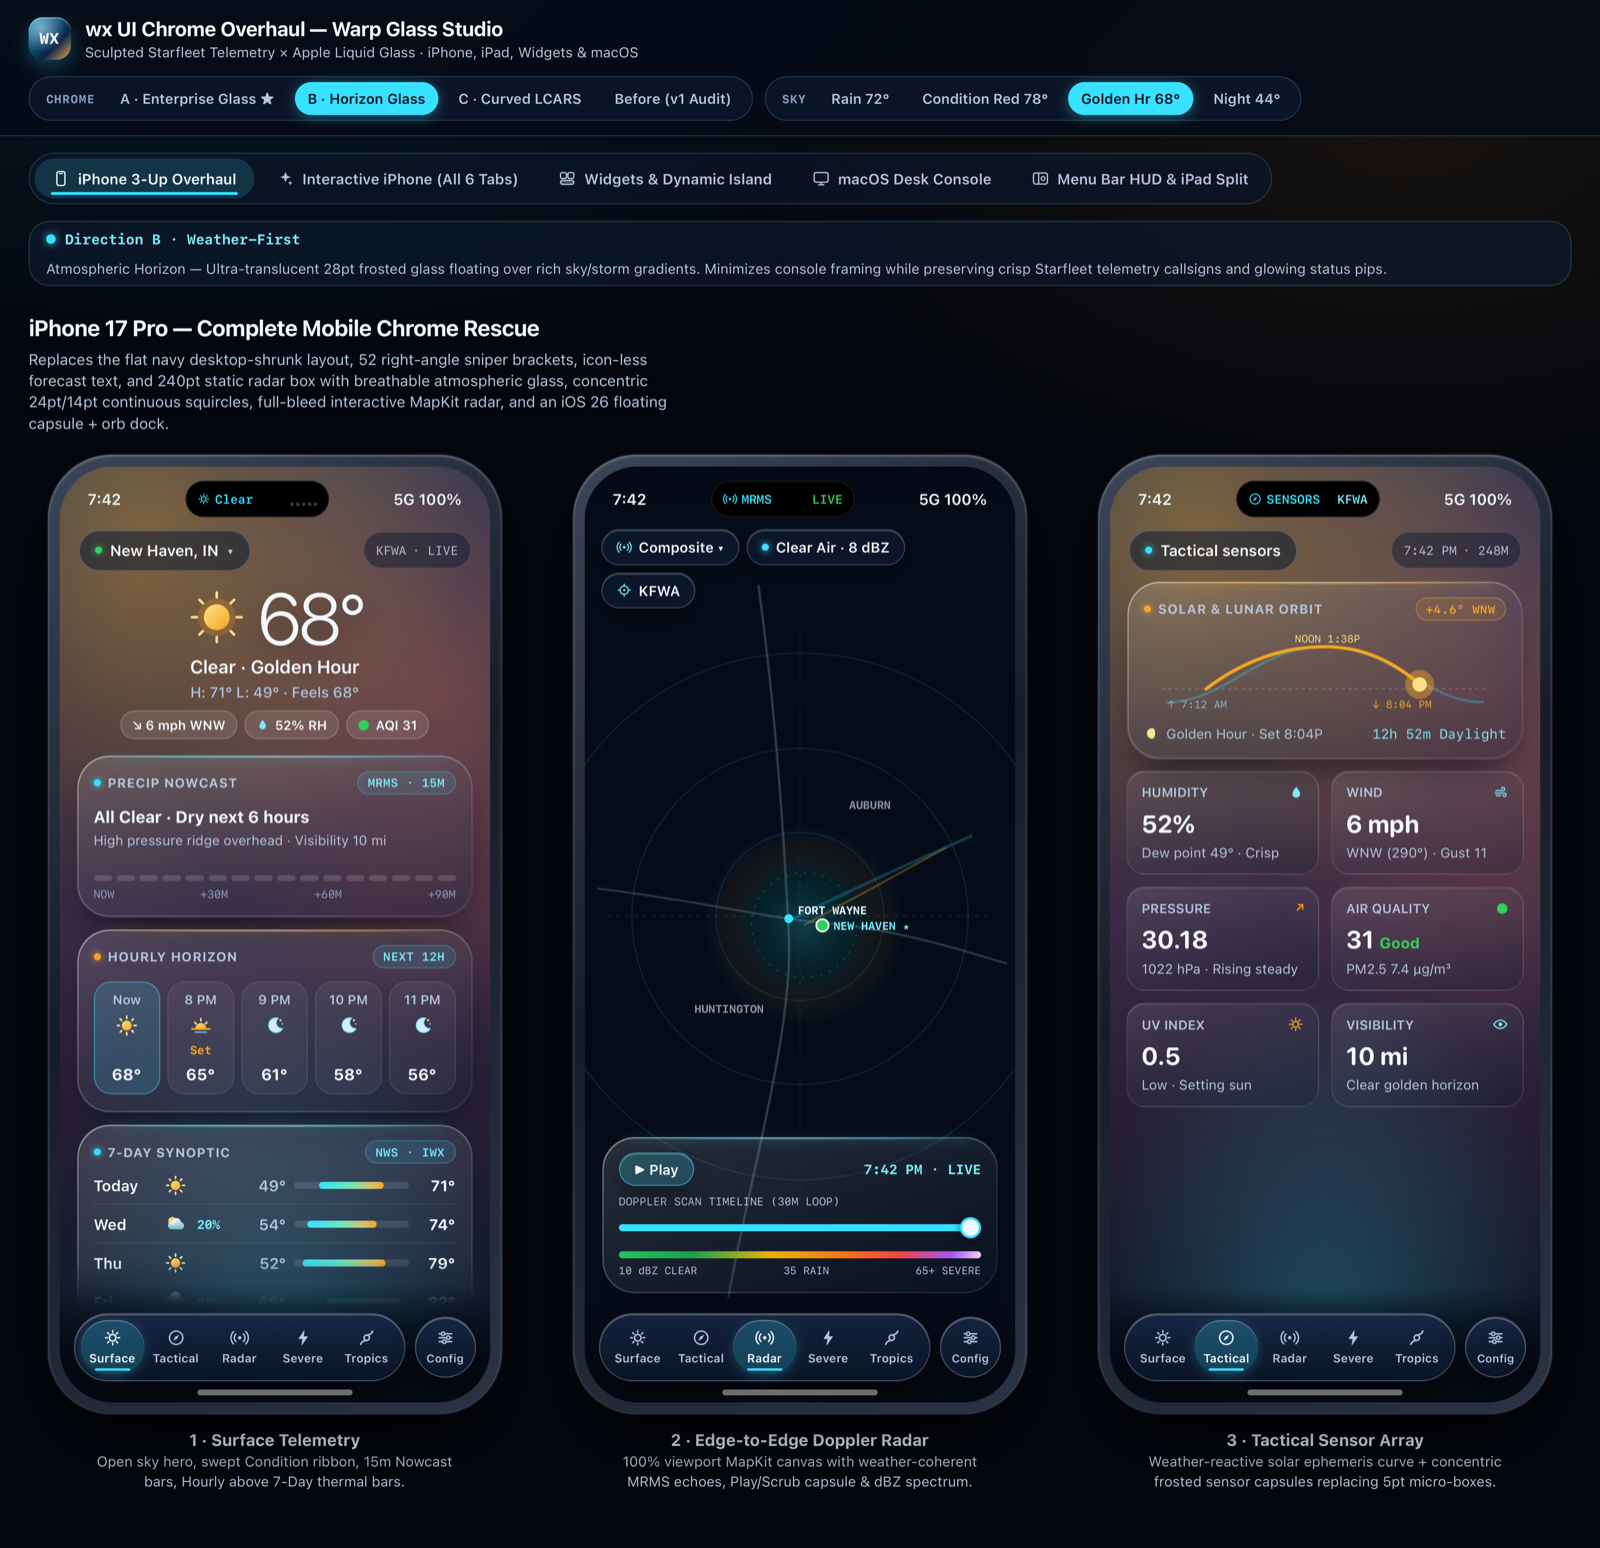 WX
wx UI Chrome Overhaul — Warp Glass Studio
Sculpted Starfleet Telemetry × Apple Liquid Glass · iPhone, iPad, Widgets & macOS
CHROME A · Enterprise Glass ★ B · Horizon Glass C · Curved LCARS Before (v1 Audit)
SKY Rain 72° Condition Red 78° Golden Hr 68° Night 44°
iPhone 3-Up Overhaul Interactive iPhone (All 6 Tabs) Widgets & Dynamic Island macOS Desk Console Menu Bar HUD & iPad Split
Direction B · Weather-First
Atmospheric Horizon — Ultra-translucent 28pt frosted glass floating over rich sky/storm gradients. Minimizes console framing while preserving crisp Starfleet telemetry callsigns and glowing status pips.
iPhone 17 Pro — Complete Mobile Chrome Rescue
Replaces the flat navy desktop-shrunk layout, 52 right-angle sniper brackets, icon-less
forecast text, and 240pt static radar box with breathable atmospheric glass, concentric
24pt/14pt continuous squircles, full-bleed interactive MapKit radar, and an iOS 26 floating
capsule + orb dock.
7:42 Clear 5G 100%
New Haven, IN ▾ KFWA · LIVE
68°
Clear · Golden Hour
H: 71° L: 49° · Feels 68°
↘ 6 mph WNW 52% RH AQI 31
PRECIP NOWCAST MRMS · 15M
All Clear · Dry next 6 hours
High pressure ridge overhead · Visibility 10 mi
NOW +30M +60M +90M
HOURLY HORIZON NEXT 12H
Now 8 PM 9 PM 10 PM 11 PM
Set
68° 65° 61° 58° 56°
7-DAY SYNOPTIC NWS · IWX
Today 49° 71°
Wed 20% 54° 74°
Thu 52° 79°
Fri 80% 60° 82°
Surface Tactical Radar Severe Tropics Config
1 · Surface Telemetry
Open sky hero, swept Condition ribbon, 15m Nowcast
bars, Hourly above 7-Day thermal bars.
7:42 MRMS LIVE 5G 100%
Composite ▾ Clear Air · 8 dBZ
KFWA
AUBURN
FORT WAYNE
NEW HAVEN ★
HUNTINGTON
▶ Play 7:42 PM · LIVE
DOPPLER SCAN TIMELINE (30M LOOP)
10 dBZ CLEAR 35 RAIN 65+ SEVERE
Surface Tactical Radar Severe Tropics Config
2 · Edge-to-Edge Doppler Radar
100% viewport MapKit canvas with weather-coherent
MRMS echoes, Play/Scrub capsule & dBZ spectrum.
7:42 SENSORS KFWA 5G 100%
Tactical sensors 7:42 PM · 248M
SOLAR & LUNAR ORBIT +4.6° WNW
NOON 1:38P
↑ 7:12 AM ↓ 8:04 PM
Golden Hour · Set 8:04P 12h 52m Daylight
HUMIDITY WIND
52% 6 mph
Dew point 49° · Crisp WNW (290°) · Gust 11
PRESSURE AIR QUALITY
30.18 31 Good
1022 hPa · Rising steady PM2.5 7.4 µg/m³
UV INDEX VISIBILITY
0.5 10 mi
Low · Setting sun Clear golden horizon
Surface Tactical Radar Severe Tropics Config
3 · Tactical Sensor Array
Weather-reactive solar ephemeris curve + concentric
frosted sensor capsules replacing 5pt micro-boxes.